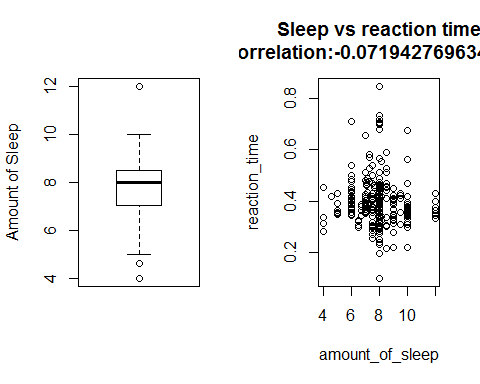 Sleep vs reaction time
orrelation:-0.071942769634
Amount of Sleep
12
10
8
6
4
reaction_time
0.8
0.6
0.4
0.2
4 6 8 10
amount_of_sleep